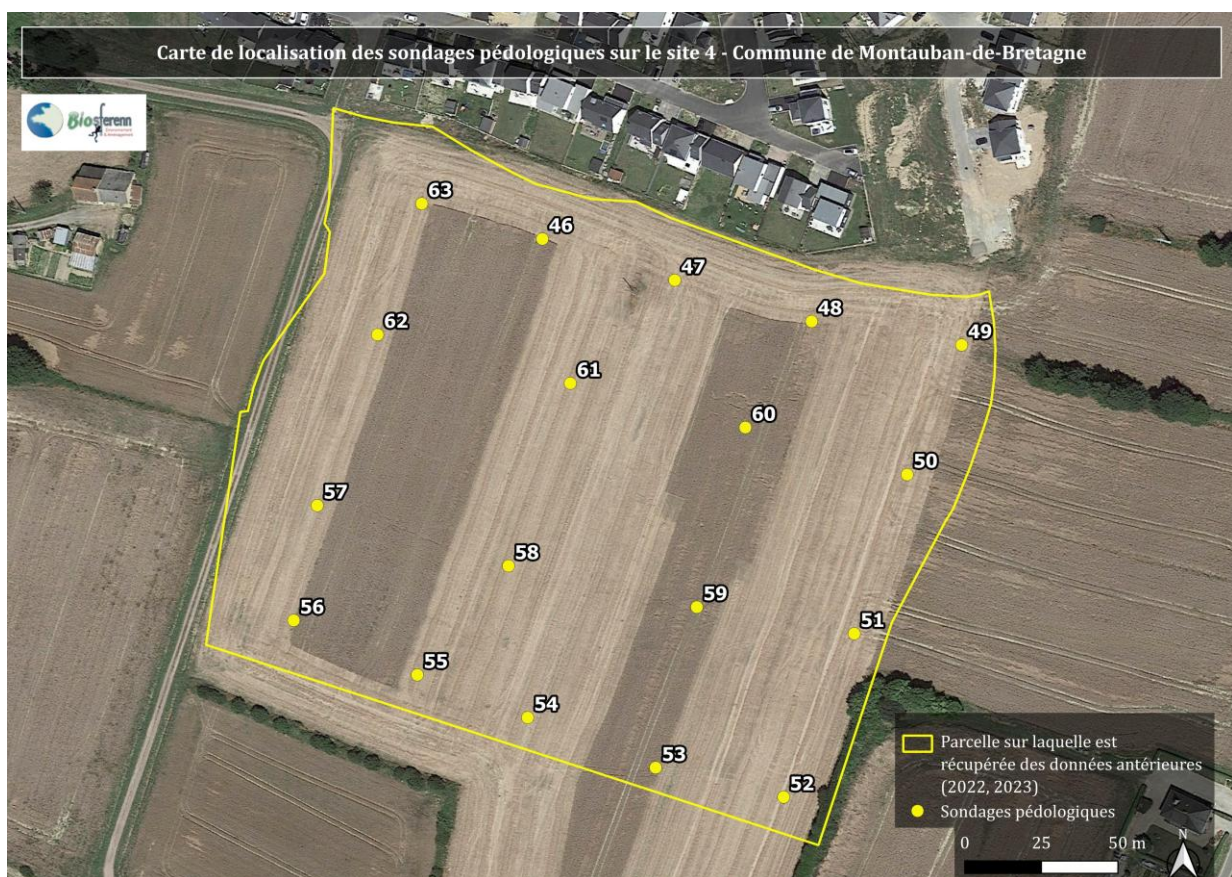 Carte de localisation des sondages pédologiques sur le site 4 - Commune de Montauban-de-Bretagne
Biosferenn
63
46
47
48
49
62
61
60
50
57
58
59
56
51
55
54
53
52
Parcelle sur laquelle est
récupérée des données antérieures
(2022, 2023)
Sondages pédologiques
N
0 25 50 m